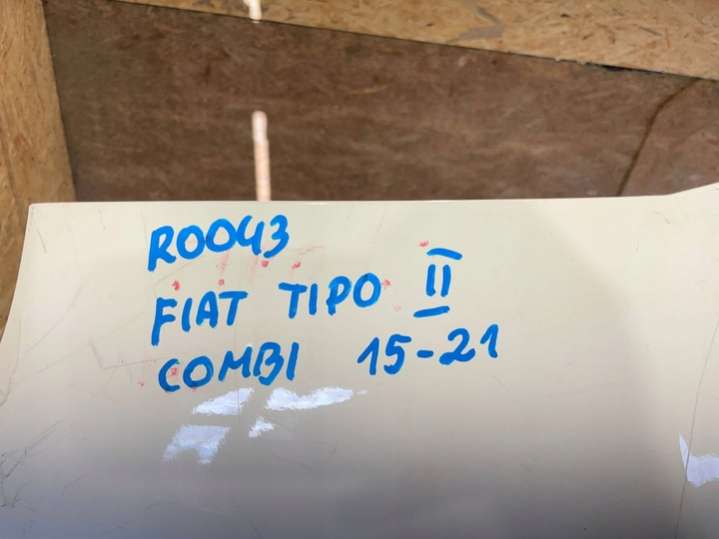 R0043
FIAT TIPO II
COMBI 15-21